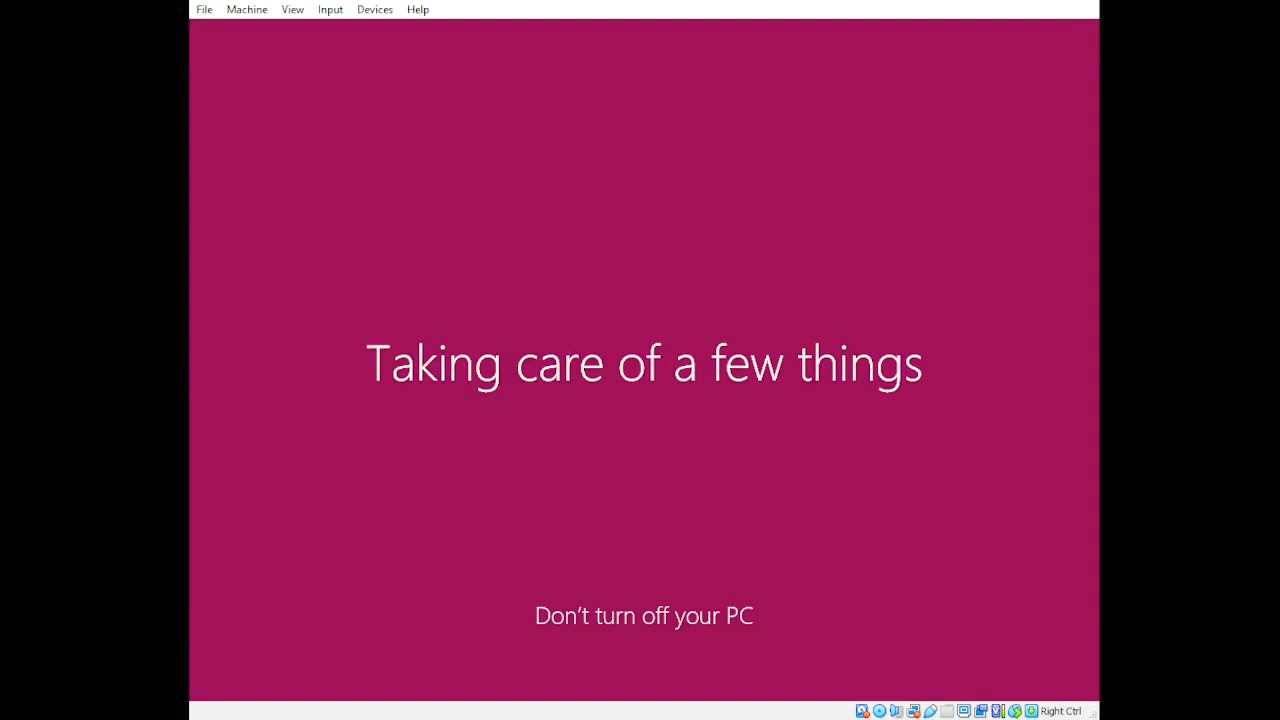 File Machine View Input Devices Help
Taking care of a few things
Don't turn off your PC
Right Ctrl